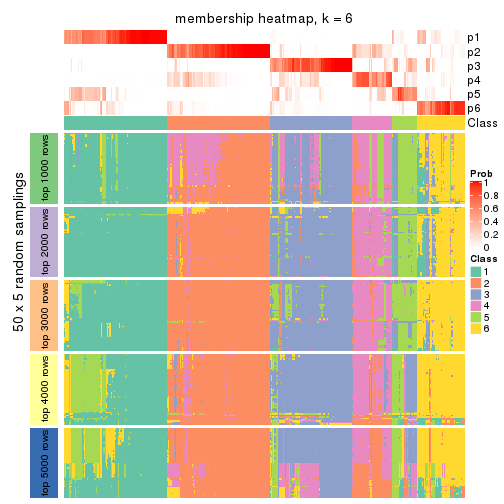 membership heatmap, k = 6
p1
p2
p3
p4
p5
p6
Class
50 x 5 random samplings
top 1000 rows
top 2000 rows
top 3000 rows
top 4000 rows
top 5000 rows
Prob
1
0.8
0.6
0.4
0.2
0
Class
1
2
3
4
5
6